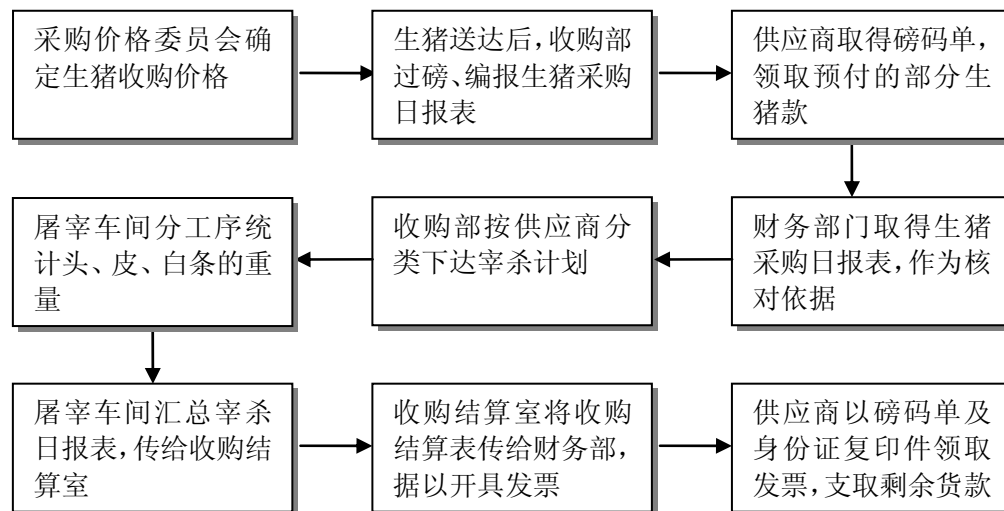 采购价格委员会确
定生猪收购价格
生猪送达后，收购部
过磅、编报生猪采购
日报表
供应商取得磅码单，
领取预付的部分生
猪款
财务部门取得生猪
采购日报表，作为核
对依据
收购部按供应商分
类下达宰杀计划
屠宰车间分工序统
计头、皮、白条的重
量
屠宰车间汇总宰杀
日报表，传给收购结
算室
收购结算室将收购
结算表传给财务部，
据以开具发票
供应商以磅码单及
身份证复印件领取
发票，支取剩余货款